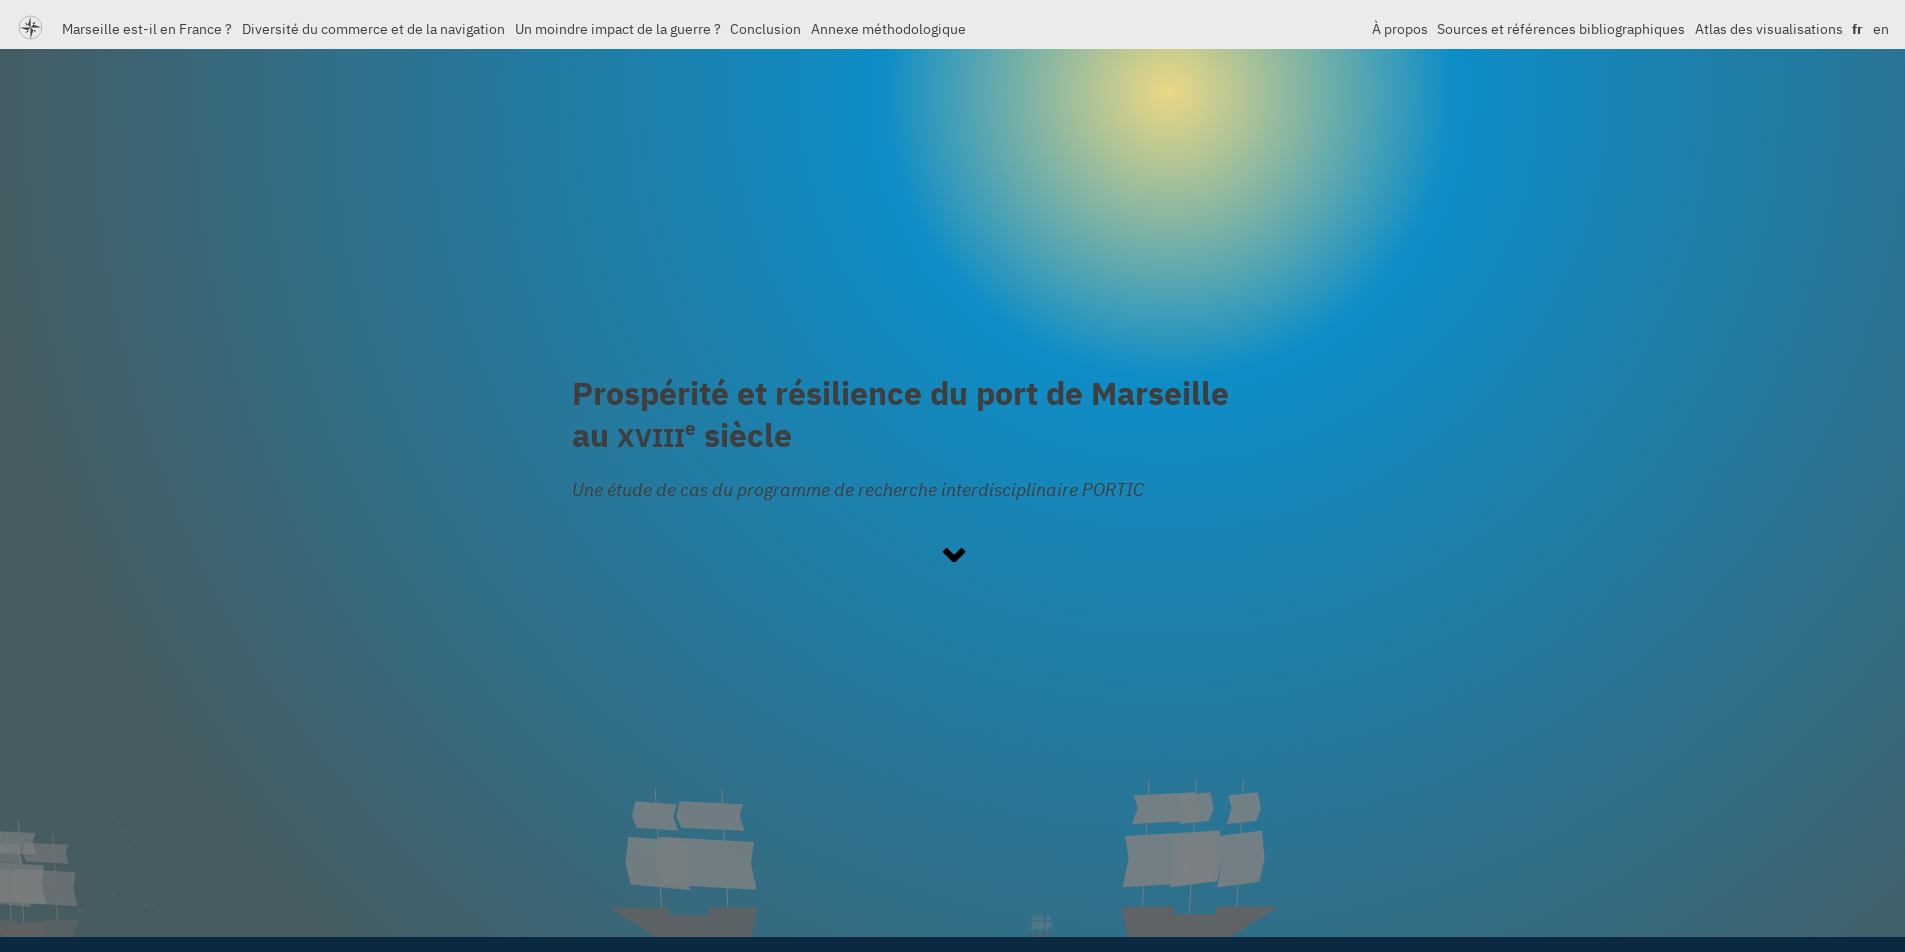 Marseille est-il en France ? Diversité du commerce et de la navigation Un moindre impact de la guerre ? Conclusion Annexe méthodologique À propos Sources et références bibliographiques Atlas des visualisations fr en
Prospérité et résilience du port de Marseille
au XVIIIe siècle
Une étude de cas du programme de recherche interdisciplinaire PORTIC